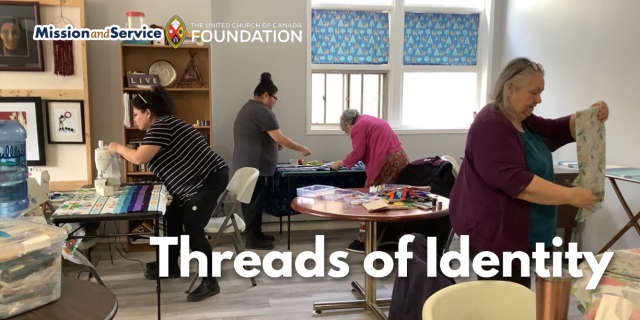 MissionandService
THE UNITED CHURCH OF CANADA
FOUNDATION
LIVE
Threads of Identity